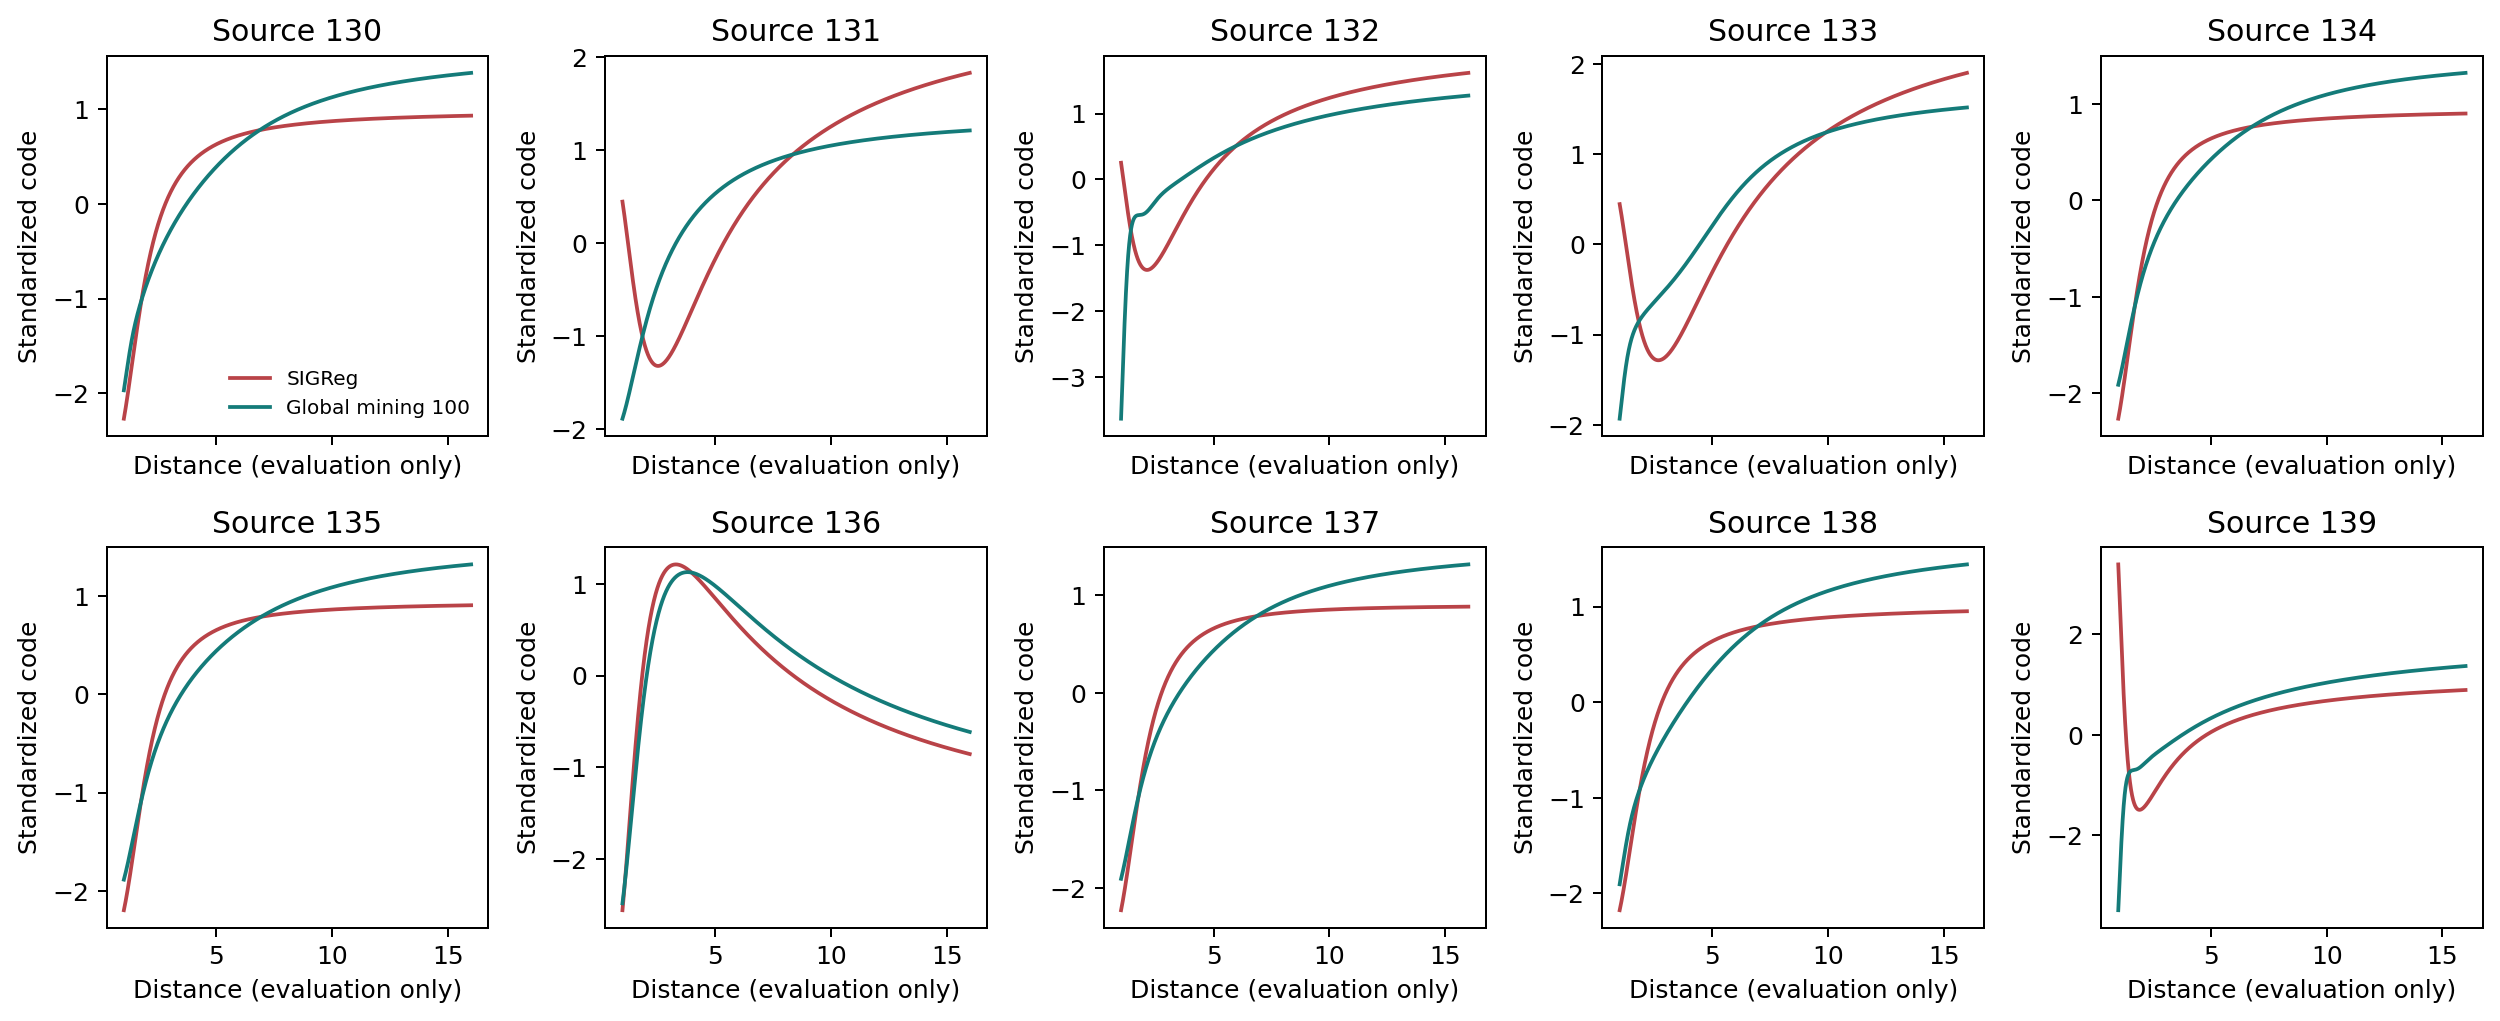 Source 130
Source 131
Source 132
Source 133
Source 134
Standardized code
1
0
−1
−2
SIGReg
Global mining 100
Distance (evaluation only)
Standardized code
2
1
0
−1
−2
Distance (evaluation only)
Standardized code
1
0
−1
−2
−3
Distance (evaluation only)
Standardized code
2
1
0
−1
−2
Distance (evaluation only)
Standardized code
1
0
−1
−2
Distance (evaluation only)
Source 135
Source 136
Source 137
Source 138
Source 139
Standardized code
1
0
−1
−2
5 10 15
Distance (evaluation only)
Standardized code
1
0
−1
−2
5 10 15
Distance (evaluation only)
Standardized code
1
0
−1
−2
5 10 15
Distance (evaluation only)
Standardized code
1
0
−1
−2
5 10 15
Distance (evaluation only)
Standardized code
2
0
−2
5 10 15
Distance (evaluation only)